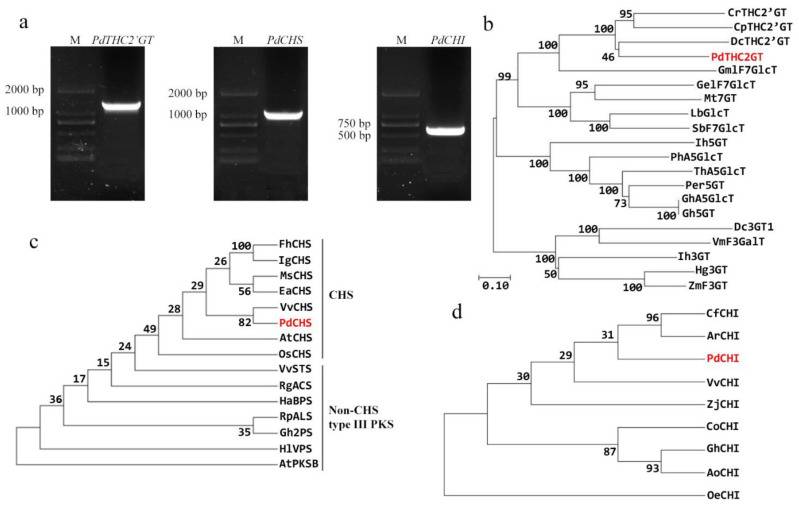 a
M PdTHC2'GT
2000 bp
1000 bp
M PdCHS
2000 bp
1000 bp
M PdCHI
750 bp
500 bp
b
95 CrTHC2'GT
CpTHC2'GT
100 DcTHC2'GT
46 PdTHC2GT
100 GmlF7GlcT
99
95 GelF7GlcT
Mt7GT
100 LbGlcT
100 SbF7GlcT
Ih5GT
100 PhA5GlcT
100 ThA5GlcT
100 Per5GT
73 GhA5GlcT
100 Gh5GT
100 Dc3GT1
VmF3GalT
100 Ih3GT
50 Hg3GT
100 ZmF3GT
0.10
c
100 FhCHS
26 IgCHS
MsCHS
29 56 EaCHS
VvCHS
28 82 PdCHS
49 AtCHS
24 OsCHS
15 VvSTS
17 RgACS
36 HaBPS
RpALS
35 Gh2PS
HlVPS
AtPKSB
CHS
Non-CHS
type III PKS
d
96 CfCHI
31 ArCHI
29 PdCHI
30 VvCHI
ZjCHI
CoCHI
87 GhCHI
93 AoCHI
OeCHI